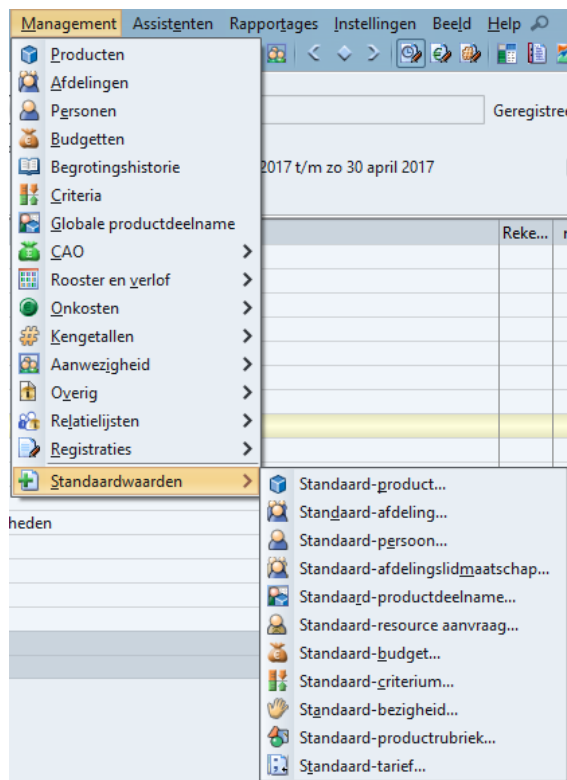 Management Assistenten Rapportages Instellingen Beeld Help
Producten
Afdelingen
Personen
Geregistree
Budgetten
Begrotingshistorie
2017 t/m zo 30 april 2017
Criteria
Globale productdeelname
Reke...
CAO
Rooster en verlof
Onkosten
Kengetallen
Aanwezigheid
Overig
Relatielijsten
Registraties
Standaardwaarden
Standaard-product...
Standaard-afdeling...
heden
Standaard-persoon...
Standaard-afdelingslidmaatschap...
Standaard-productdeelname...
Standaard-resource aanvraag...
Standaard-budget...
Standaard-criterium...
Standaard-bezigheid...
Standaard-productrubriek...
Standaard-tarief...